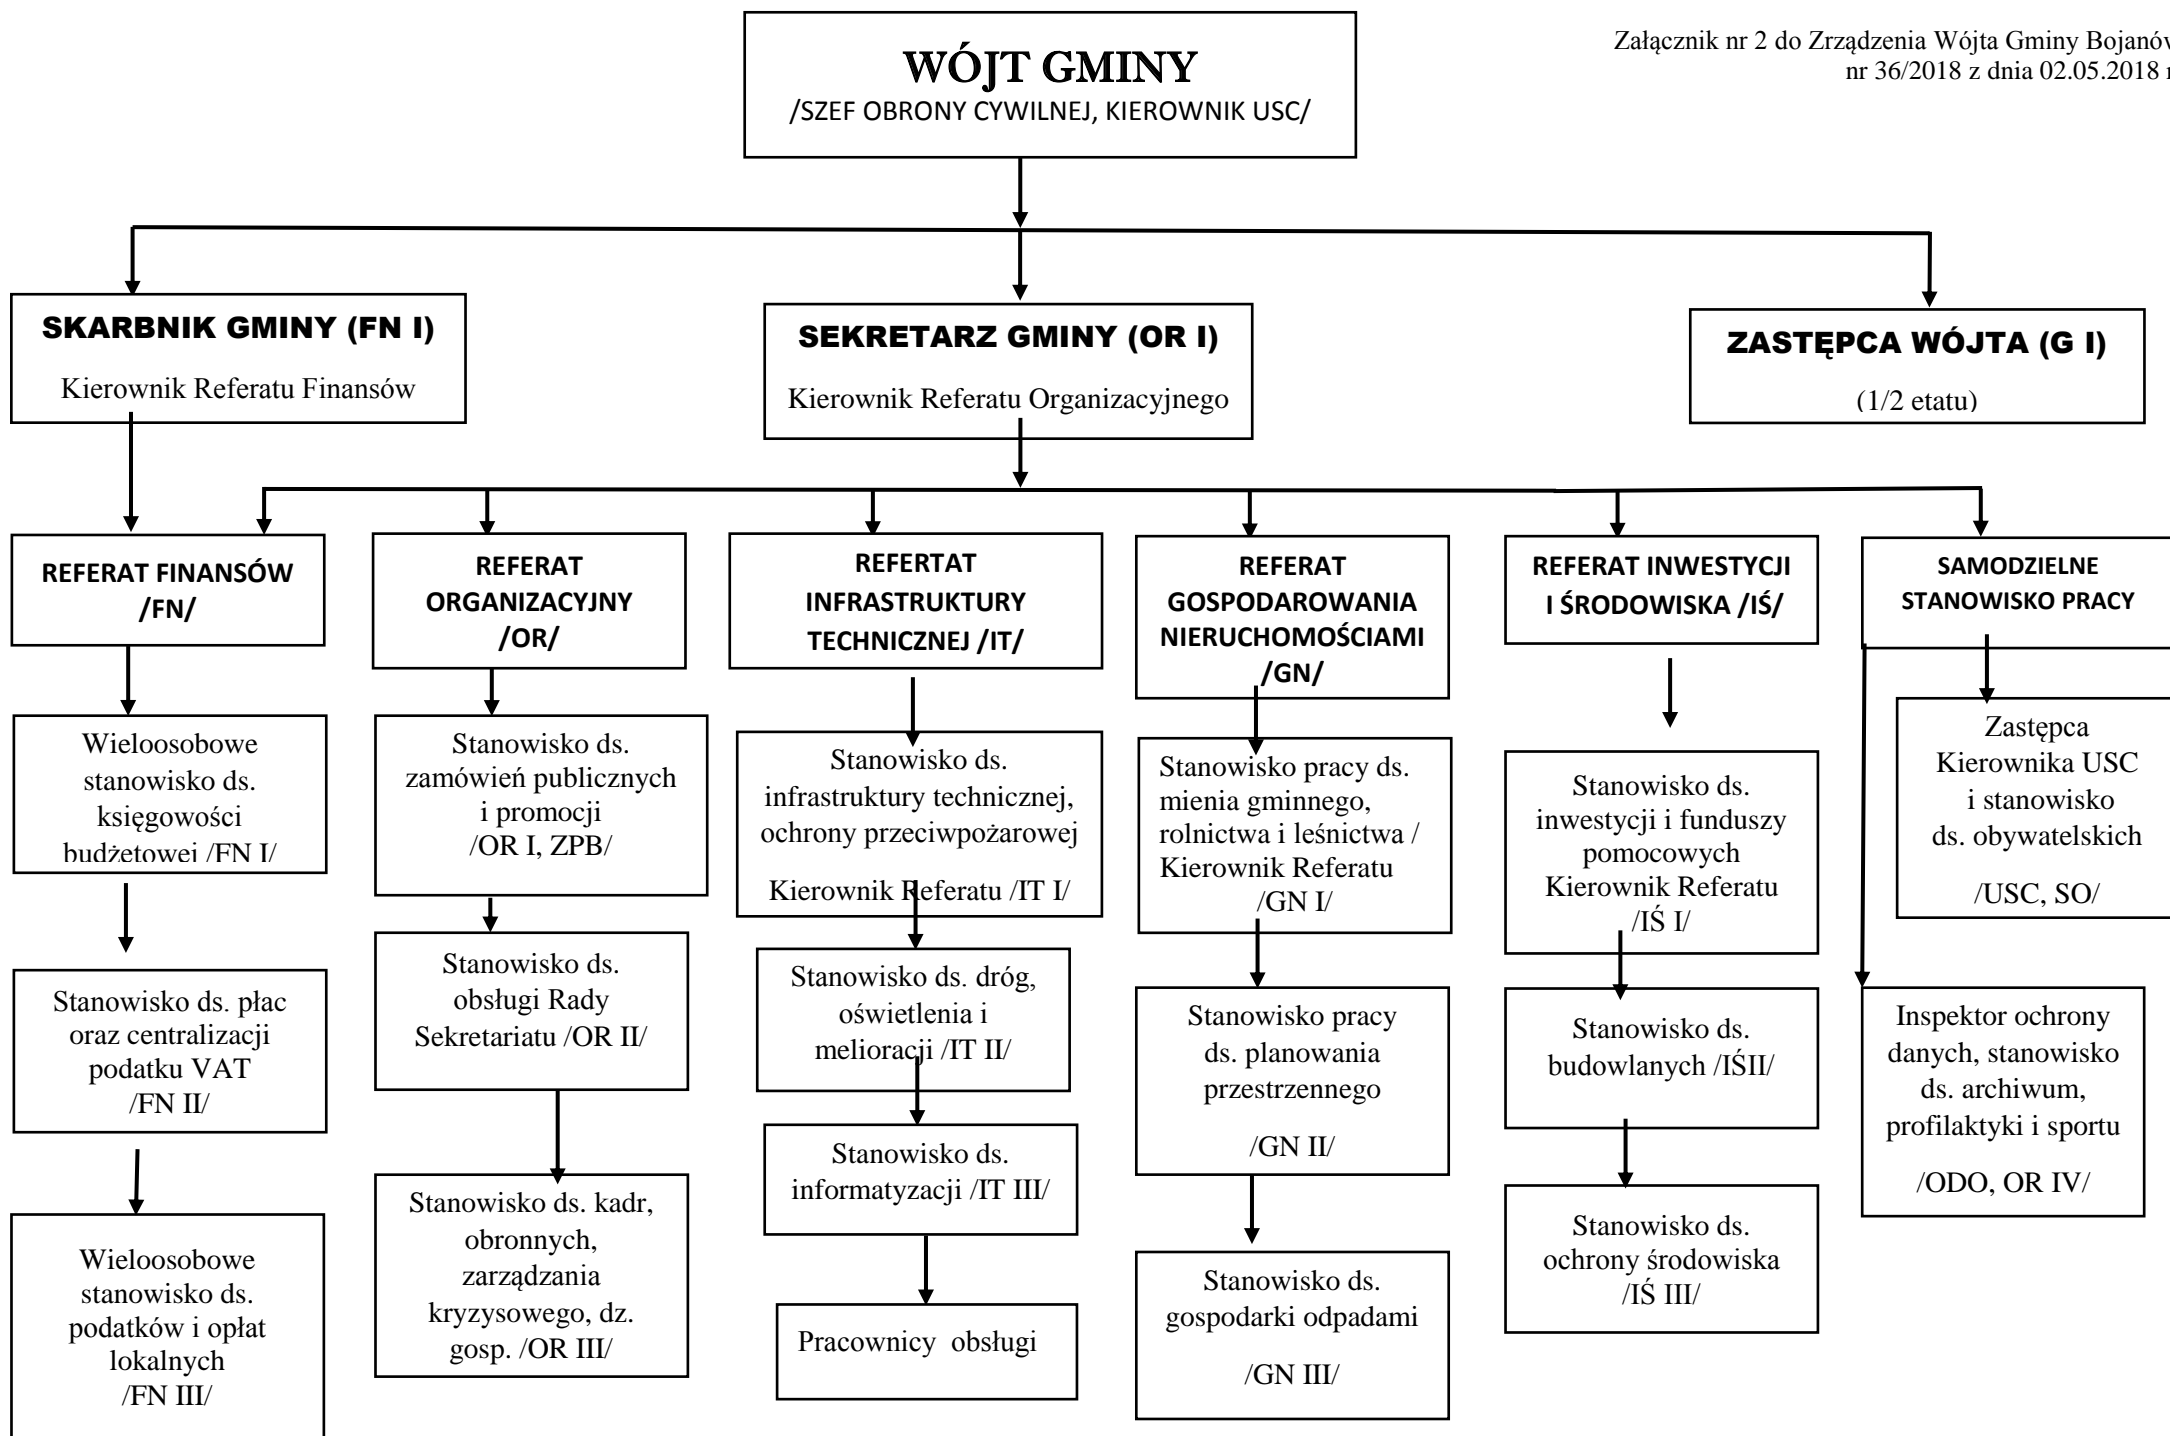 Załącznik nr 2 do Zrządzenia Wójta Gminy Bojanów
nr 36/2018 z dnia 02.05.2018 r
WÓJT GMINY
/SZEF OBRONY CYWILNEJ, KIEROWNIK USC/
SKARBNIK GMINY (FN I)
Kierownik Referatu Finansów
SEKRETARZ GMINY (OR I)
Kierownik Referatu Organizacyjnego
ZASTĘPCA WÓJTA (G I)
(1/2 etatu)
REFERAT FINANSÓW
/FN/
REFERAT
ORGANIZACYJNY
/OR/
REFERTAT
INFRASTRUKTURY
TECHNICZNEJ /IT/
REFERAT
GOSPODAROWANIA
NIERUCHOMOŚCIAMI
/GN/
REFERAT INWESTYCJI
I ŚRODOWISKA /IŚ/
SAMODZIELNE
STANOWISKO PRACY
Wieloosobowe
stanowisko ds.
księgowości
budżetowej /FN I/
Stanowisko ds.
zamówień publicznych
i promocji
/OR I, ZPB/
Stanowisko ds.
infrastruktury technicznej,
ochrony przeciwpożarowej
Kierownik Referatu /IT I/
Stanowisko pracy ds.
mienia gminnego,
rolnictwa i leśnictwa /
Kierownik Referatu
/GN I/
Stanowisko ds.
inwestycji i funduszy
pomocowych
Kierownik Referatu
/IŚ I/
Zastępca
Kierownika USC
i stanowisko
ds. obywatelskich
/USC, SO/
Stanowisko ds. płac
oraz centralizacji
podatku VAT
/FN II/
Stanowisko ds.
obsługi Rady
Sekretariatu /OR II/
Stanowisko ds. dróg,
oświetlenia i
melioracji /IT II/
Stanowisko pracy
ds. planowania
przestrzennego
/GN II/
Stanowisko ds.
budowlanych /IŚII/
Inspektor ochrony
danych, stanowisko
ds. archiwum,
profilaktyki i sportu
/ODO, OR IV/
Wieloosobowe
stanowisko ds.
podatków i opłat
lokalnych
/FN III/
Stanowisko ds. kadr,
obronnych,
zarządzania
kryzysowego, dz.
gosp. /OR III/
Stanowisko ds.
informatyzacji /IT III/
Pracownicy obsługi
Stanowisko ds.
gospodarki odpadami
/GN III/
Stanowisko ds.
ochrony środowiska
/IŚ III/